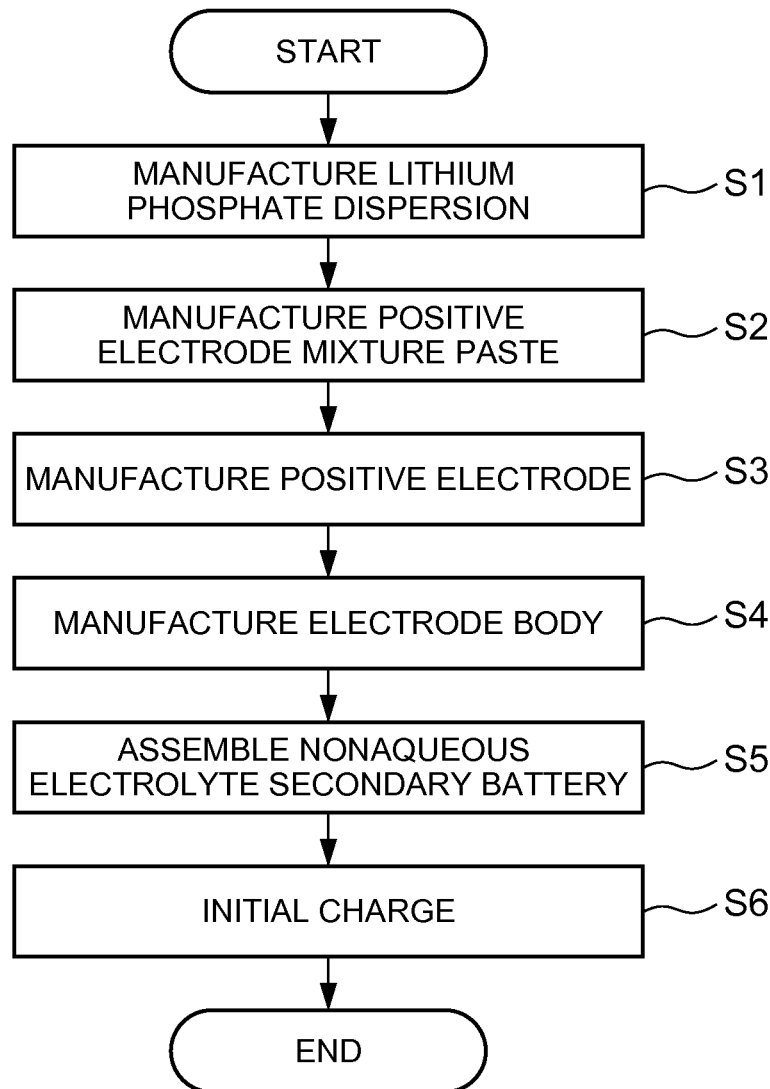 START
MANUFACTURE LITHIUM
PHOSPHATE DISPERSION
S1
MANUFACTURE POSITIVE
ELECTRODE MIXTURE PASTE
S2
MANUFACTURE POSITIVE ELECTRODE
S3
MANUFACTURE ELECTRODE BODY
S4
ASSEMBLE NONAQUEOUS
ELECTROLYTE SECONDARY BATTERY
S5
INITIAL CHARGE
S6
END